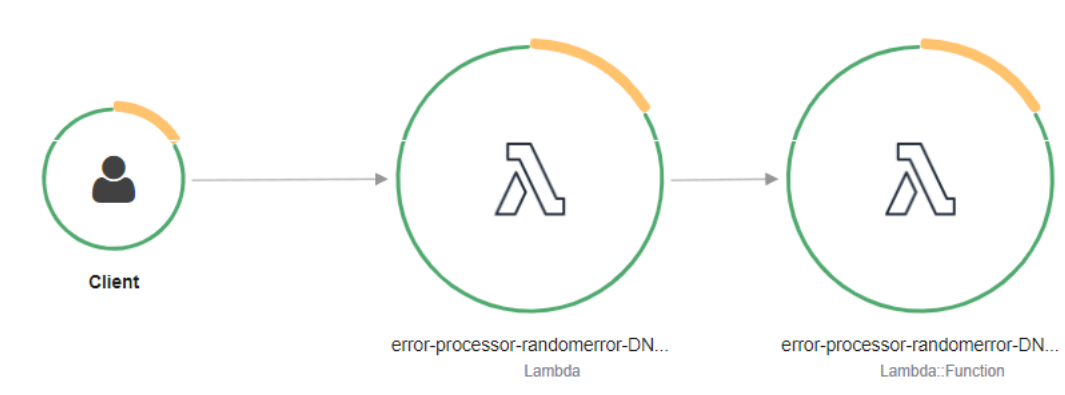 Client
error-processor-randomerror-DN...
Lambda
error-processor-randomerror-DN...
Lambda::Function